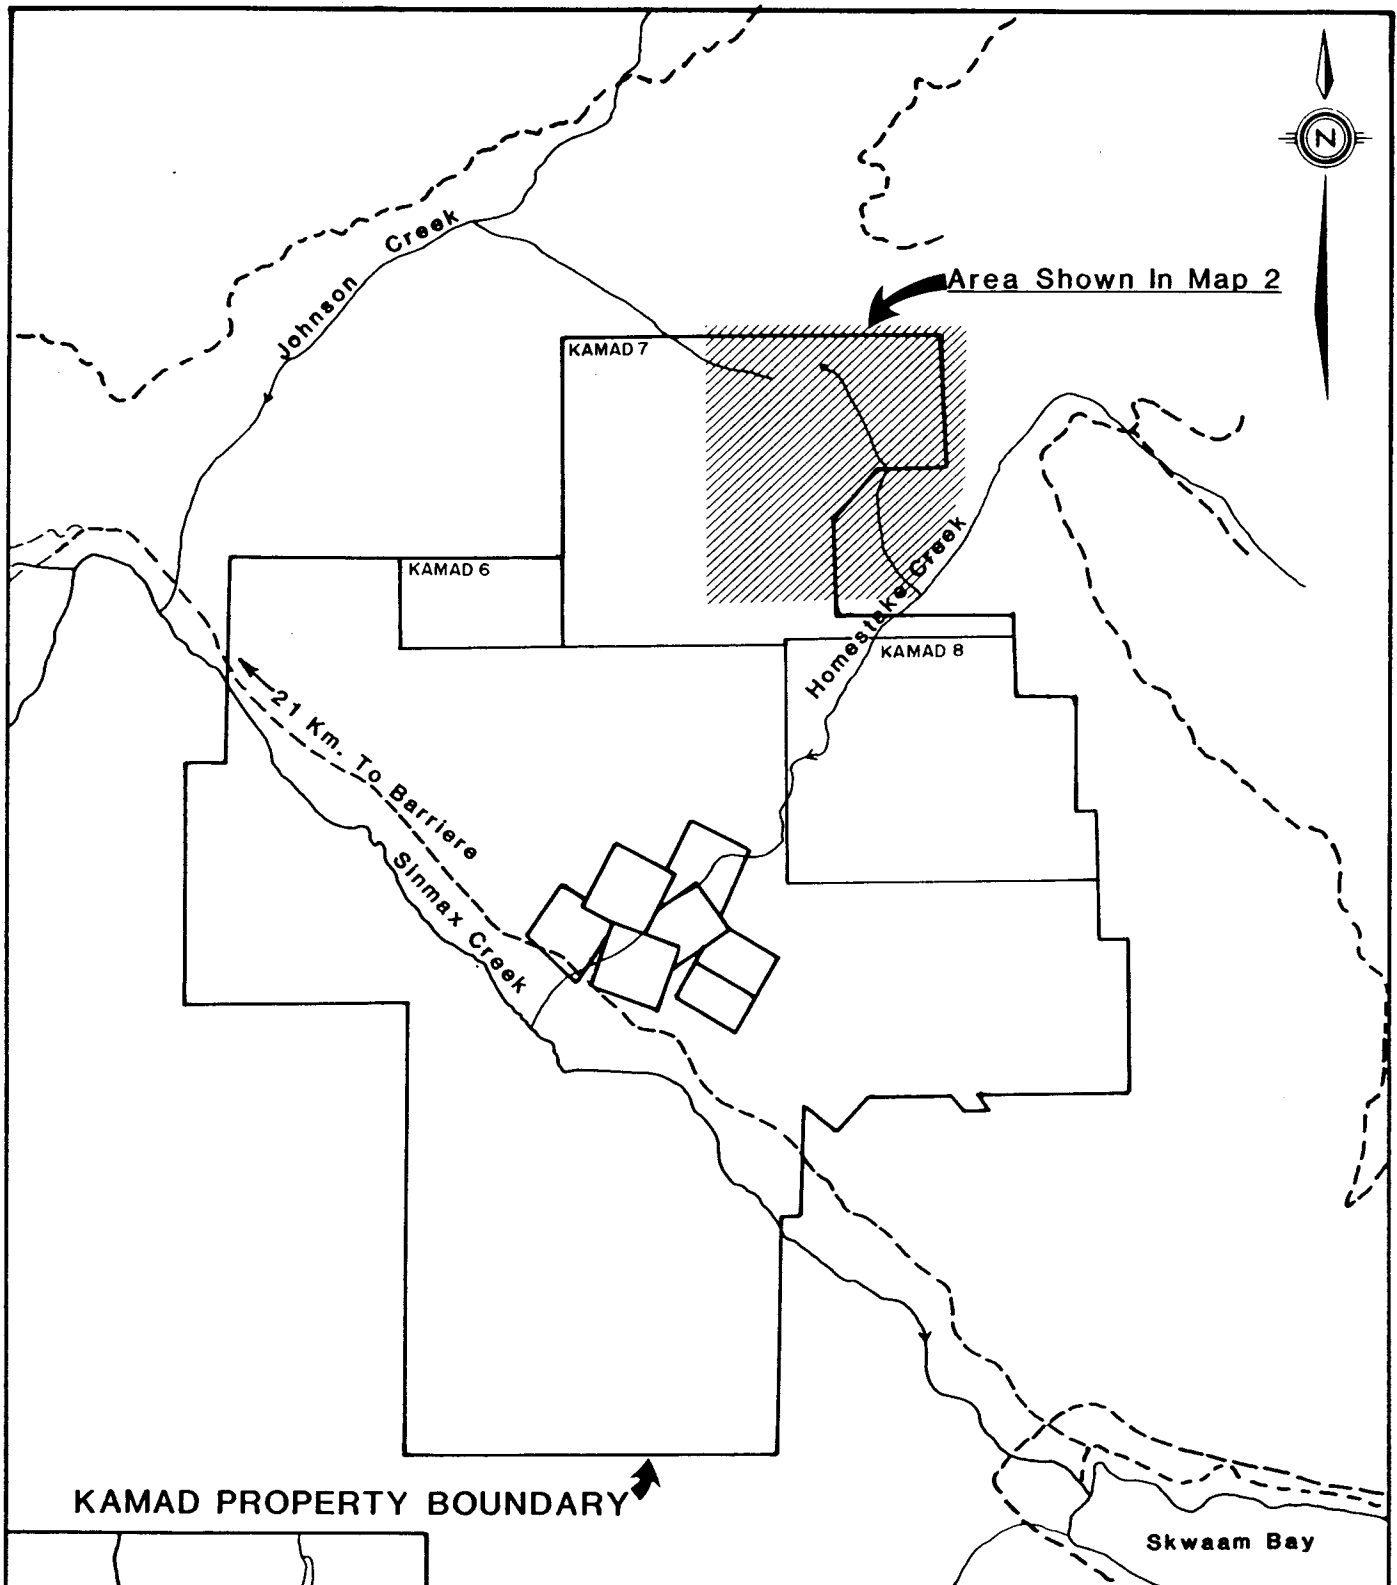 N
Johnson Creek
Area Shown In Map 2
KAMAD 7
KAMAD 6
Homestake Creek
KAMAD 8
21 Km. To Barriere
Sinmax Creek
KAMAD PROPERTY BOUNDARY
Skwaam Bay